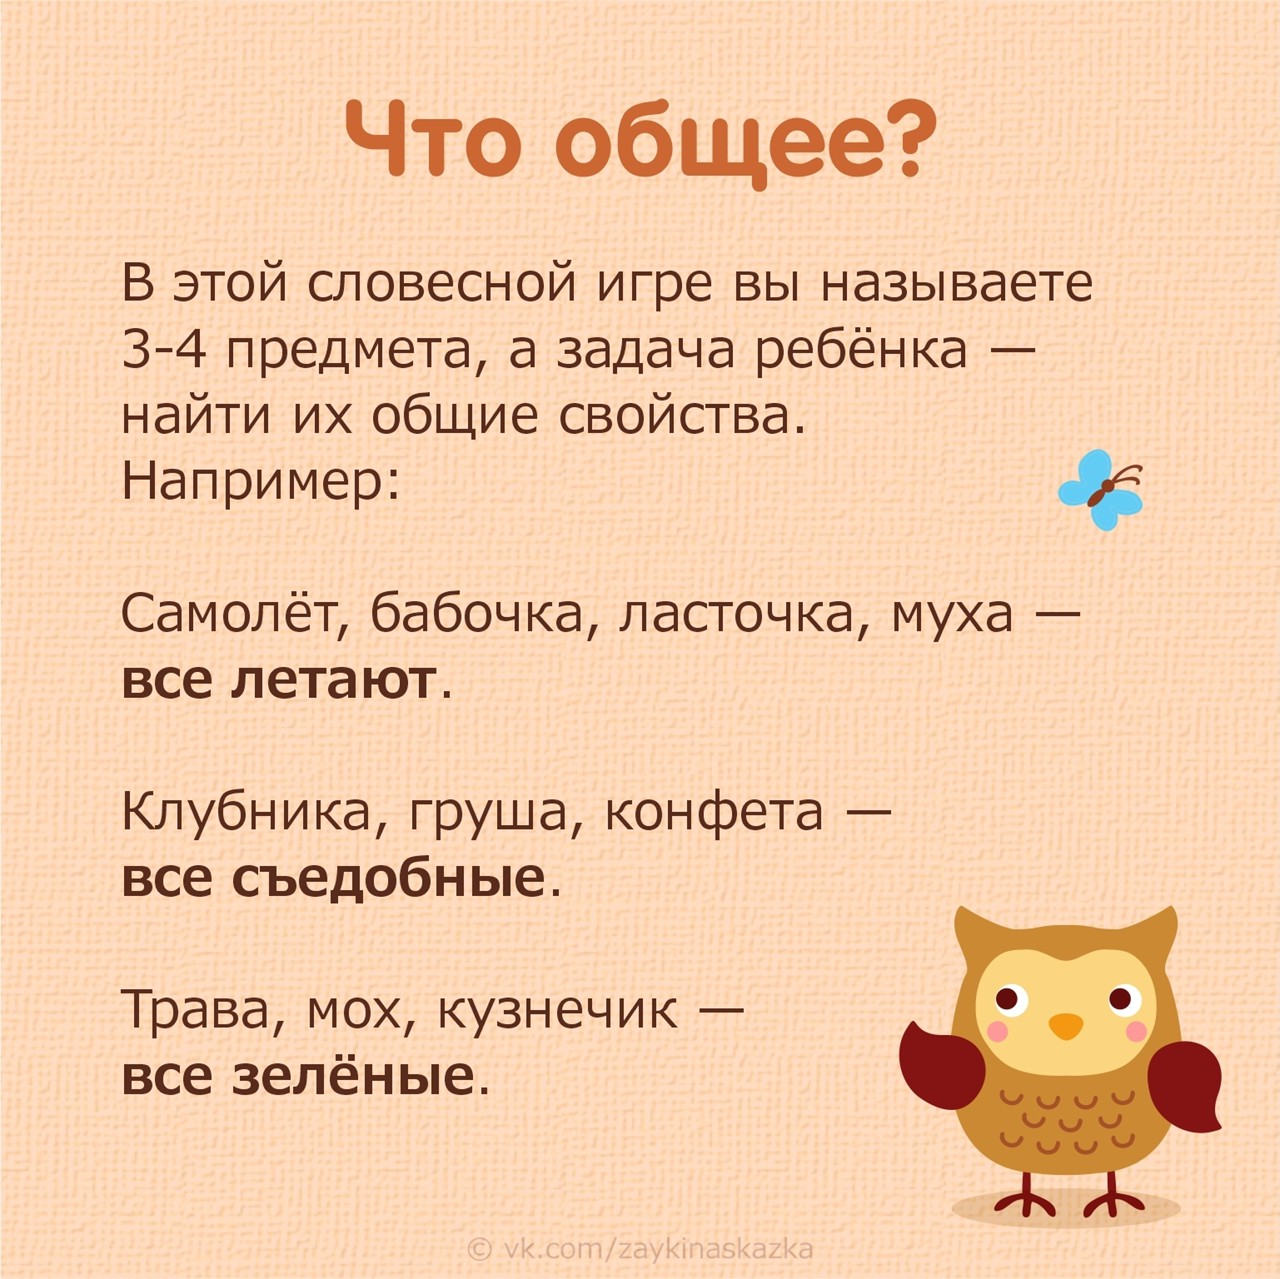 Что общее?
В этой словесной игре вы называете
3-4 предмета, а задача ребёнка —
найти их общие свойства.
Например:
Самолёт, бабочка, ласточка, муха —
все летают.
Клубника, груша, конфета —
все съедобные.
Трава, мох, кузнечик —
все зелёные.
© vk.com/zaykinaskazka